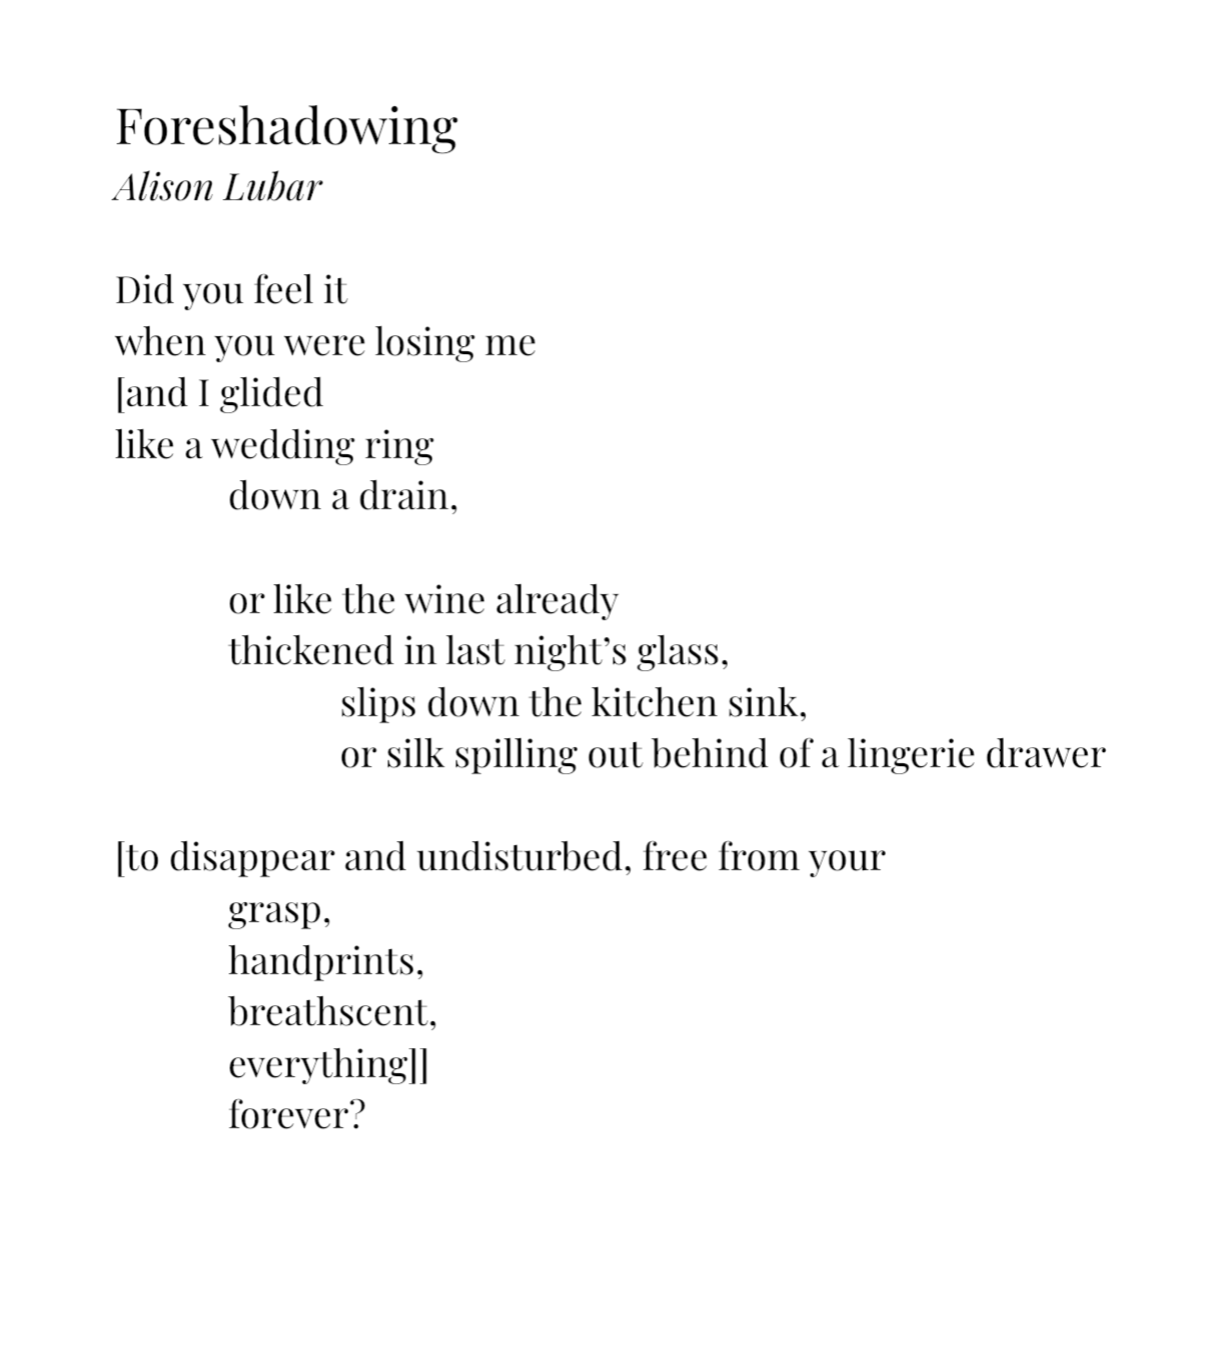 Foreshadowing
Alison Lubar
Did you feel it
when you were losing me
[and I glided
like a wedding ring
down a drain,
or like the wine already
thickened in last night’s glass,
slips down the kitchen sink,
or silk spilling out behind of a lingerie drawer
[to disappear and undisturbed, free from your
grasp,
handprints,
breathscent,
everything]]
forever?